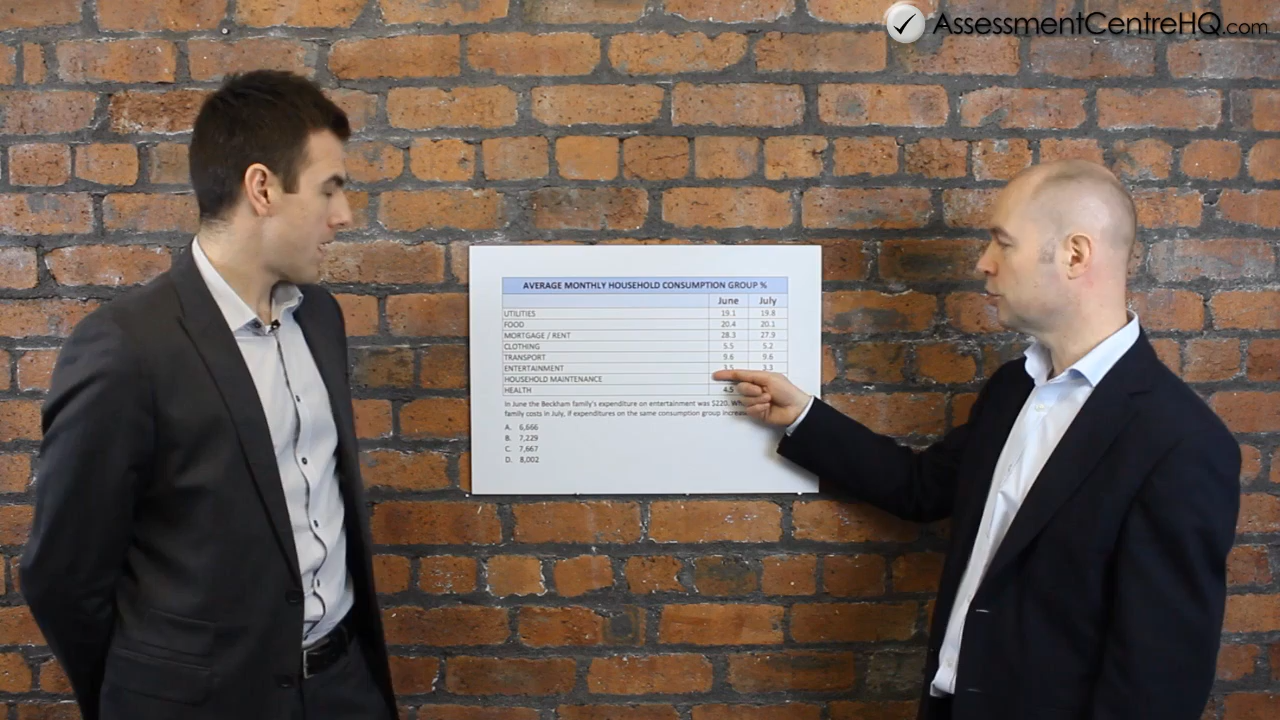 AssessmentCentreHQ.com
AVERAGE MONTHLY HOUSEHOLD CONSUMPTION GROUP %
June July
UTILITIES 19.1 19.8
FOOD 20.4 20.1
MORTGAGE / RENT 28.3 27.9
CLOTHING 5.5 5.2
TRANSPORT 9.6 9.6
ENTERTAINMENT 3.5 3.3
HOUSEHOLD MAINTENANCE
HEALTH 4.5
In June the Beckham family's expenditure on entertainment was $220.
family costs in July, if expenditures on the same consumption group
A. 6,666
B. 7,229
C. 7,667
D. 8,002